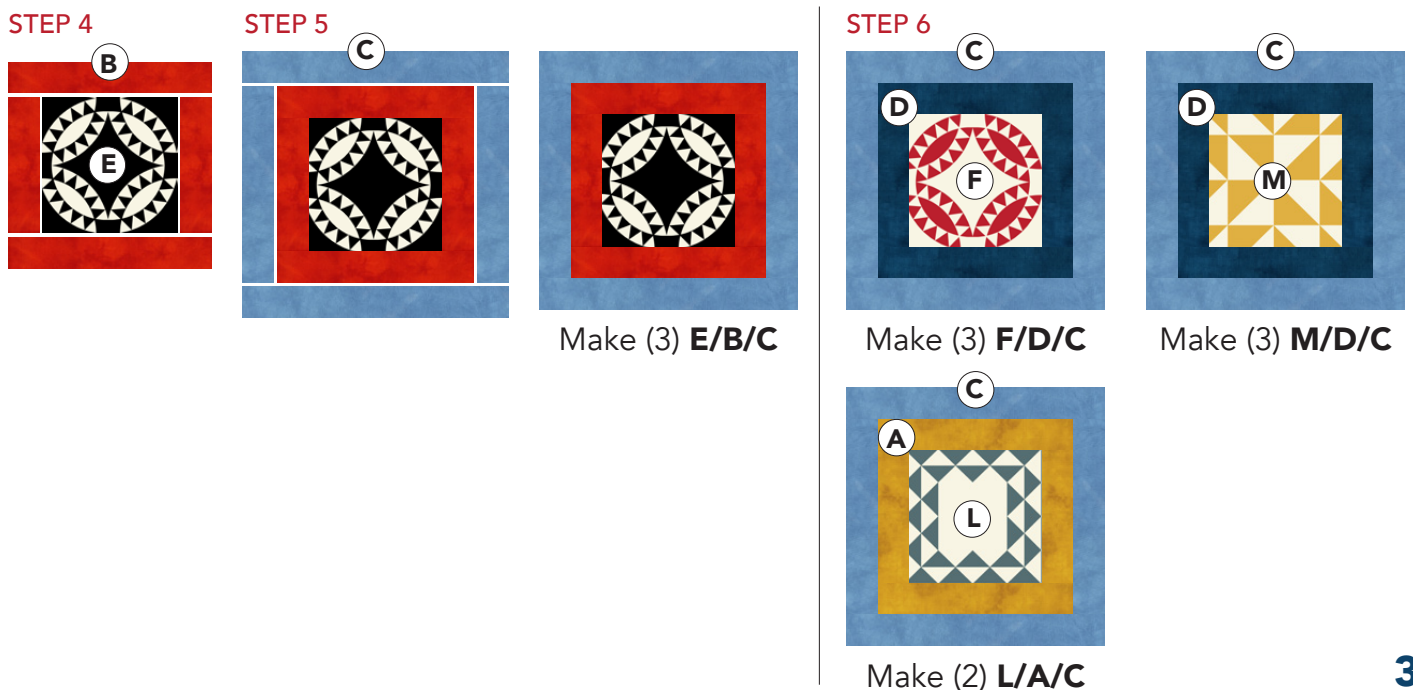 STEP 4
B
E
STEP 5
C
Make (3) E/B/C
STEP 6
C
D
F
Make (3) F/D/C
C
D
M
Make (3) M/D/C
C
A
L
Make (2) L/A/C
3